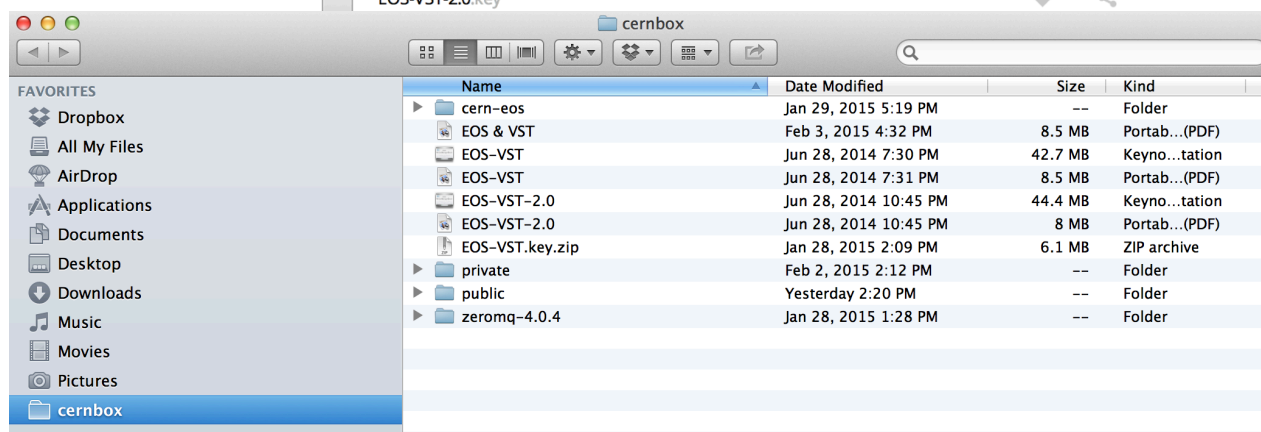 EOS-VST-2.0.key
cernbox
FAVORITES
Dropbox
All My Files
AirDrop
Applications
Documents
Desktop
Downloads
Music
Movies
Pictures
cernbox
Name Date Modified Size Kind
cern-eos Jan 29, 2015 5:19 PM -- Folder
EOS & VST Feb 3, 2015 4:32 PM 8.5 MB Portab...(PDF)
EOS-VST Jun 28, 2014 7:30 PM 42.7 MB Keyno...tation
EOS-VST Jun 28, 2014 7:31 PM 8.5 MB Portab...(PDF)
EOS-VST-2.0 Jun 28, 2014 10:45 PM 44.4 MB Keyno...tation
EOS-VST-2.0 Jun 28, 2014 10:45 PM 8 MB Portab...(PDF)
EOS-VST.key.zip Jan 28, 2015 2:09 PM 6.1 MB ZIP archive
private Feb 2, 2015 2:12 PM -- Folder
public Yesterday 2:20 PM -- Folder
zeromq-4.0.4 Jan 28, 2015 1:28 PM -- Folder